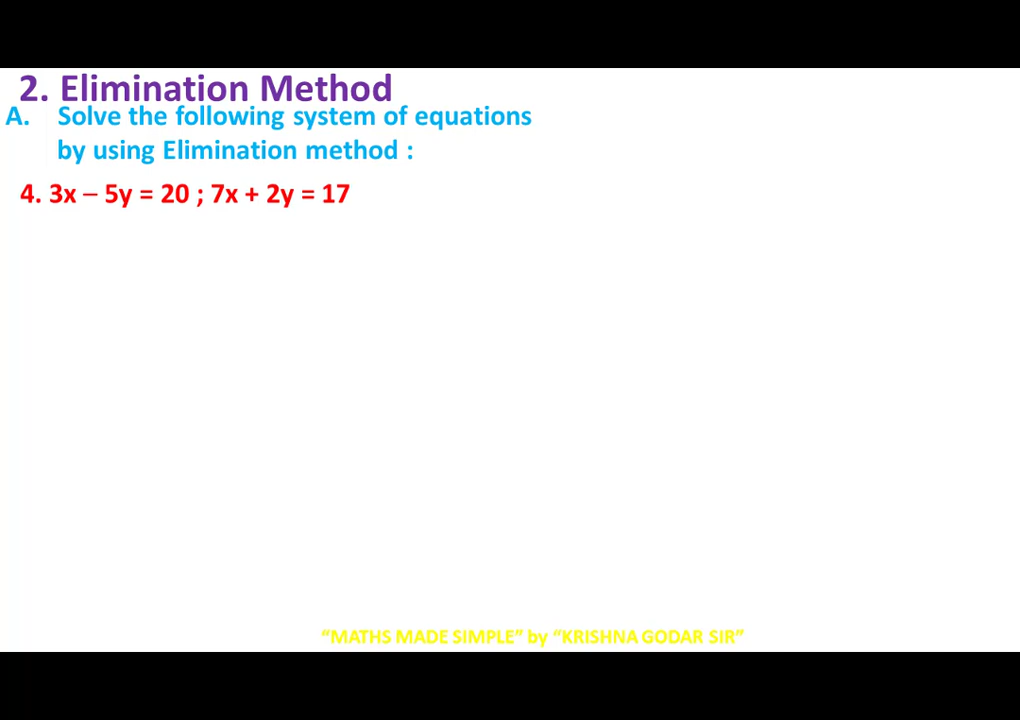 2. Elimination Method
A. Solve the following system of equations
by using Elimination method :
4. 3x – 5y = 20 ; 7x + 2y = 17
“MATHS MADE SIMPLE” by “KRISHNA GODAR SIR”